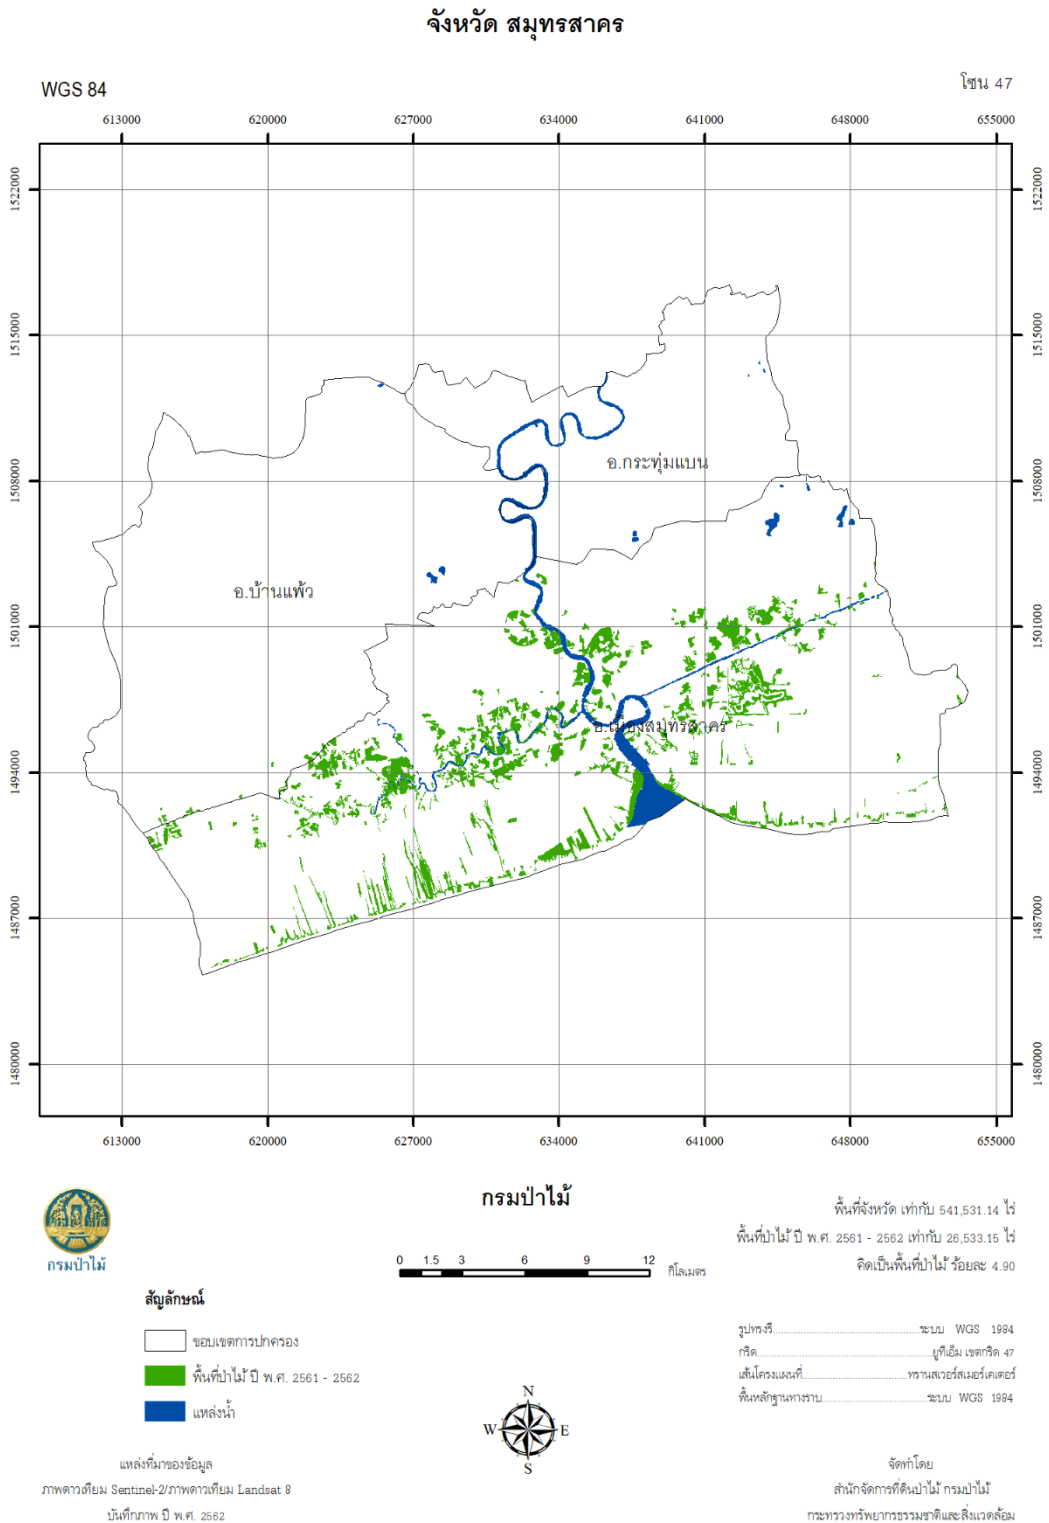 จังหวัด สมุทรสาคร
WGS 84
โซน 47
613000 620000 627000 634000 641000 648000 655000
1522000 1522000
1515000 1515000
อ.กระทุ่มแบน
1508000 1508000
อ.บ้านแพ้ว
1501000 1501000
อ.เมืองสมุทรสาคร
1494000 1494000
1487000 1487000
1480000 1480000
613000 620000 627000 634000 641000 648000 655000
กรมป่าไม้
กรมป่าไม้
0 1.5 3 6 9 12
กิโลเมตร
พื้นที่จังหวัด เท่ากับ 541,531.14 ไร่
พื้นที่ป่าไม้ ปี พ.ศ. 2561 - 2562 เท่ากับ 26,533.15 ไร่
คิดเป็นพื้นที่ป่าไม้ ร้อยละ 4.90
สัญลักษณ์
ขอบเขตการปกครอง
พื้นที่ป่าไม้ ปี พ.ศ. 2561 - 2562
แหล่งน้ำ
รูปทรงรี........................................ระบบ WGS 1984
กริด........................................ยูทีเอ็ม เขตกริด 47
เส้นโครงแผนที่..............................ทรานสเวอร์สเมอร์เคเตอร์
พื้นหลักฐานทางราบ..............................ระบบ WGS 1984
N
W E
S
แหล่งที่มาของข้อมูล
ภาพดาวเทียม Sentinel-2/ภาพดาวเทียม Landsat 8
บันทึกภาพ ปี พ.ศ. 2562
จัดทำโดย
สำนักจัดการที่ดินป่าไม้ กรมป่าไม้
กระทรวงทรัพยากรธรรมชาติและสิ่งแวดล้อม